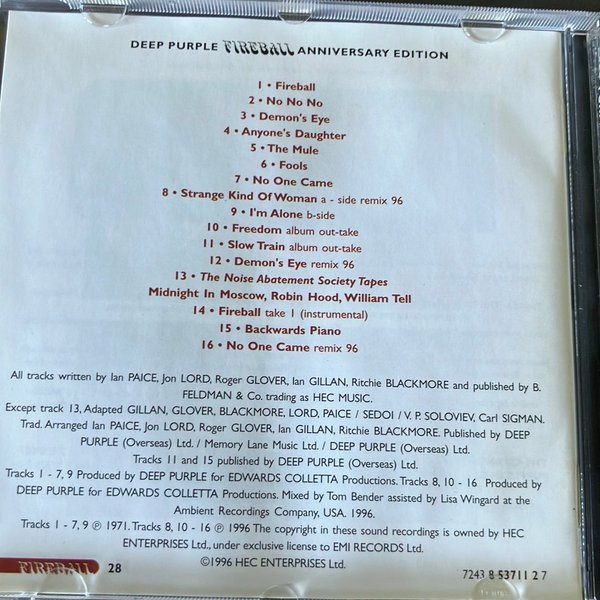 DEEP PURPLE FIREBALL ANNIVERSARY EDITION
1 • Fireball
2 • No No No
3 • Demon's Eye
4 • Anyone's Daughter
5 • The Mule
6 • Fools
7 • No One Came
8 • Strange Kind Of Woman a - side remix 96
9 • I'm Alone b-side
10 • Freedom album out-take
11 • Slow Train album out-take
12 • Demon's Eye remix 96
13 • The Noise Abatement Society Tapes
Midnight In Moscow, Robin Hood, William Tell
14 • Fireball take 1 (instrumental)
15 • Backwards Piano
16 • No One Came remix 96
All tracks written by Ian PAICE, Jon LORD, Roger GLOVER, Ian GILLAN, Ritchie BLACKMORE and published by B.
FELDMAN & Co. trading as HEC MUSIC.
Except track 13, Adapted GILLAN, GLOVER, BLACKMORE, LORD, PAICE / SEDOI / V. P. SOLOVIEV, Carl SIGMAN.
Trad. Arranged Ian PAICE, Jon LORD, Roger GLOVER, Ian GILLAN, Ritchie BLACKMORE. Published by DEEP
PURPLE (Overseas) Ltd. / Memory Lane Music Ltd. / DEEP PURPLE (Overseas) Ltd.
Tracks 11 and 15 published by DEEP PURPLE (Overseas) Ltd.
Tracks 1 - 7, 9 Produced by DEEP PURPLE for EDWARDS COLLETTA Productions. Tracks 8, 10 - 16 Produced by
DEEP PURPLE for EDWARDS COLLETTA Productions. Mixed by Tom Bender assisted by Lisa Wingard at the
Ambient Recordings Company, USA. 1996.
Tracks 1 - 7, 9 ℗ 1971. Tracks 8, 10 - 16 ℗ 1996 The copyright in these sound recordings is owned by HEC
ENTERPRISES Ltd., under exclusive license to EMI RECORDS Ltd.
©1996 HEC ENTERPRISES Ltd.
FIREBALL 28 7243 8 53711 2 7